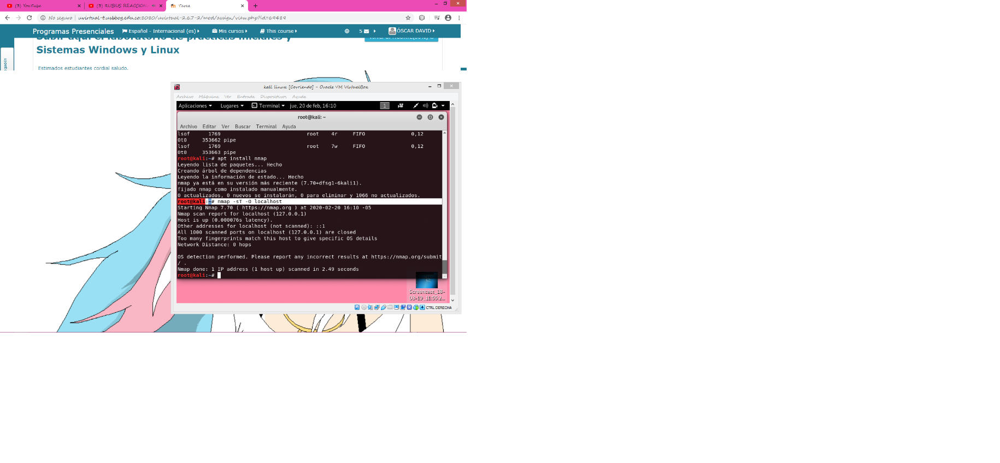 (3) YouTube
(3) RUBIUS REACCION
Tarea
No seguro
uvirtual-t.usbbog.edu.co:8080/uvirtual-2.6.7-2/mod/assign/view.php?id=69489
Programas Presenciales
Español - Internacional (es)
Mis cursos
This course
5
ÓSCAR DAVID
Subir aquí el laboratorio de prácticas iniciales y
Sistemas Windows y Linux
Estimados estudiantes cordial saludo.
kali linux [Corriendo] - Oracle VM VirtualBox
Archivo Máquina Ver Entrada Dispositivos Ayuda
Aplicaciones Lugares Terminal jue, 20 de feb, 16:10 1
root@kali: ~
Archivo Editar Ver Buscar Terminal Ayuda
lsof 1769 root 4r FIFO 0,12
0t0 353662 pipe
lsof 1769 root 7w FIFO 0,12
0t0 353663 pipe
root@kali:~# apt install nmap
Leyendo lista de paquetes... Hecho
Creando árbol de dependencias
Leyendo la información de estado... Hecho
nmap ya está en su versión más reciente (7.70+dfsg1-6kali1).
fijado nmap como instalado manualmente.
0 actualizados, 0 nuevos se instalarán, 0 para eliminar y 1066 no actualizados.
root@kali:~# nmap -sT -O localhost
Starting Nmap 7.70 ( https://nmap.org ) at 2020-02-20 16:10 -05
Nmap scan report for localhost (127.0.0.1)
Host is up (0.000076s latency).
Other addresses for localhost (not scanned): ::1
All 1000 scanned ports on localhost (127.0.0.1) are closed
Too many fingerprints match this host to give specific OS details
Network Distance: 0 hops
OS detection performed. Please report any incorrect results at https://nmap.org/submit
/ .
Nmap done: 1 IP address (1 host up) scanned in 2.49 seconds
root@kali:~#
Screencast_18-
03-19_11:55:2...
CTRL DERECHA